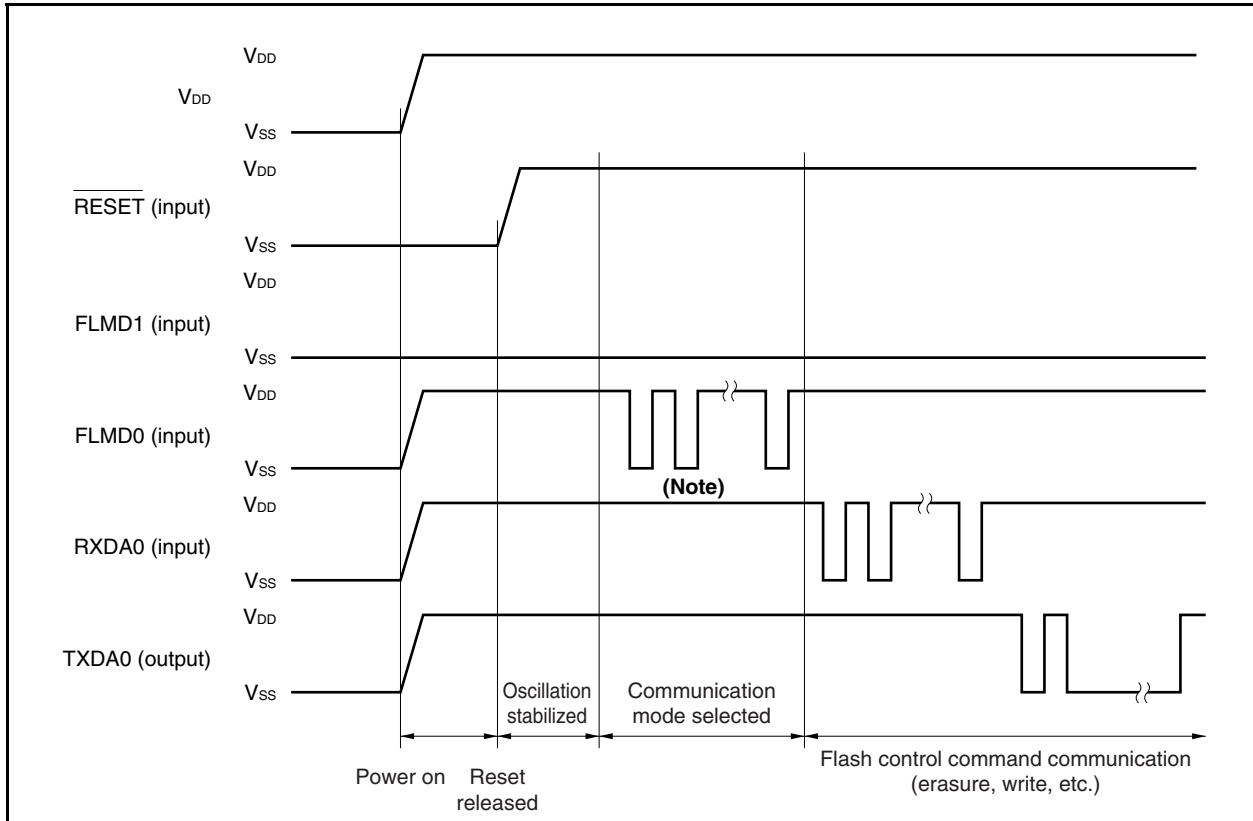 VDD
VDD
VSS
VDD
RESET (input)
VSS
VDD
FLMD1 (input)
VSS
VDD
FLMD0 (input)
VSS
(Note)
VDD
RXDA0 (input)
VSS
VDD
TXDA0 (output)
VSS
Oscillation
stabilized
Communication
mode selected
Power on
Reset
released
Flash control command communication
(erasure, write, etc.)